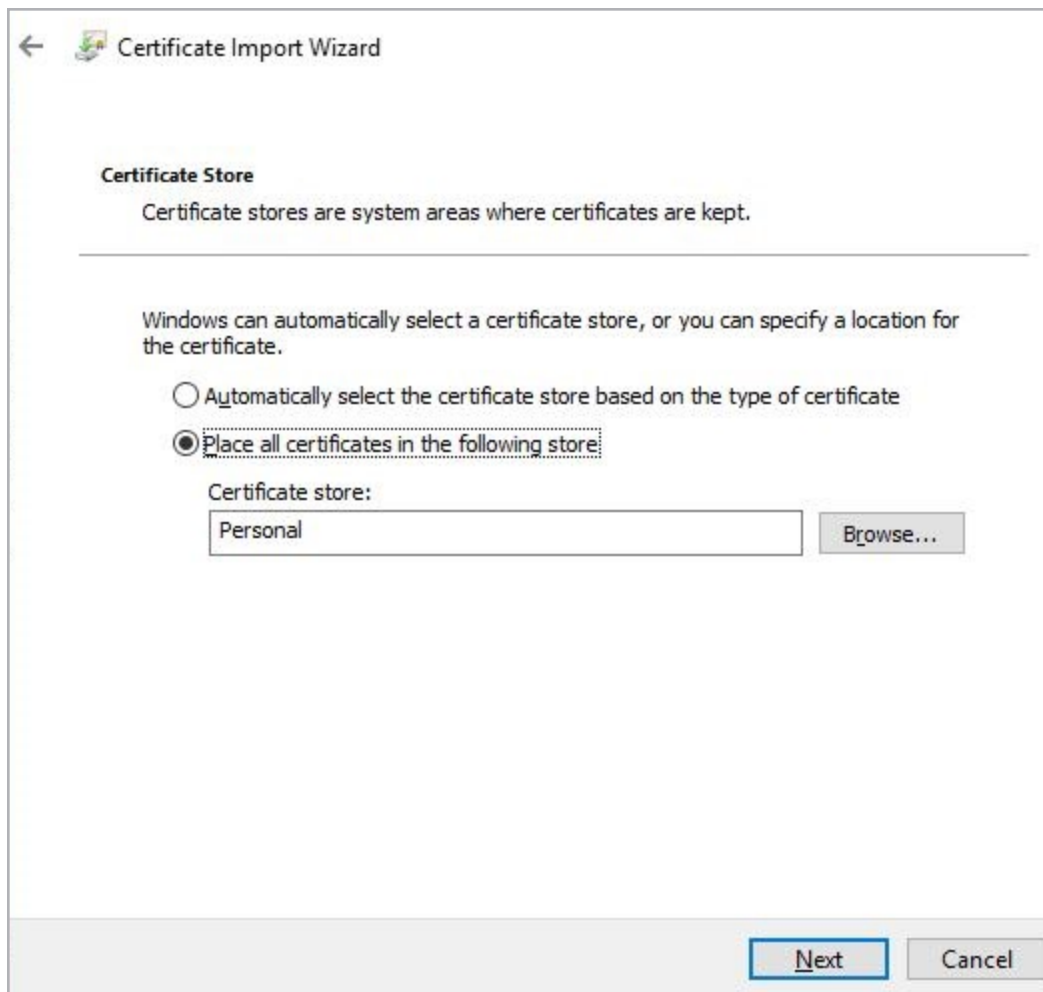 Certificate Import Wizard
Certificate Store
Certificate stores are system areas where certificates are kept.
Windows can automatically select a certificate store, or you can specify a location for
the certificate.
Automatically select the certificate store based on the type of certificate
Place all certificates in the following store
Certificate store:
Personal
Browse...
Next
Cancel